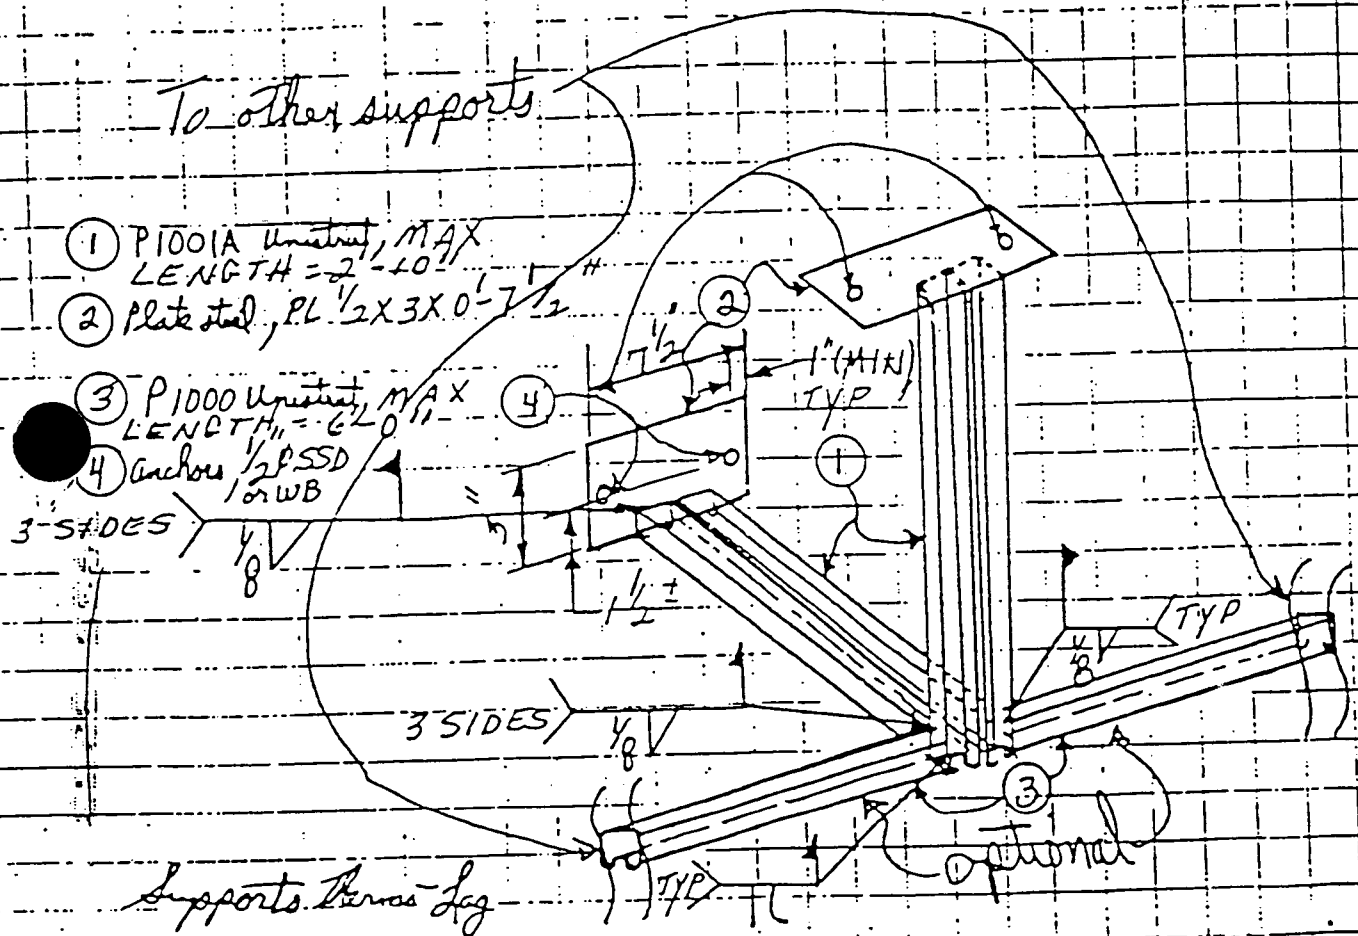 To other supports
① P1001A Unistrut, MAX
LENGTH = 2'-10"
② Plate steel, PL 1/2 X 3 X 0'-7 1/2"
③ P1000 Unistrut, MAX
LENGTH = 6'-0"
④ Anchors 1/2 ø SSD
or WB
3-SIDES
1/8
②
7 1/2"
1" (MIN)
TYP
④
①
1 1/2 ±
TYP
1/8
3 SIDES
1/8
③
Optional
TYP
Supports Thermo-Lag